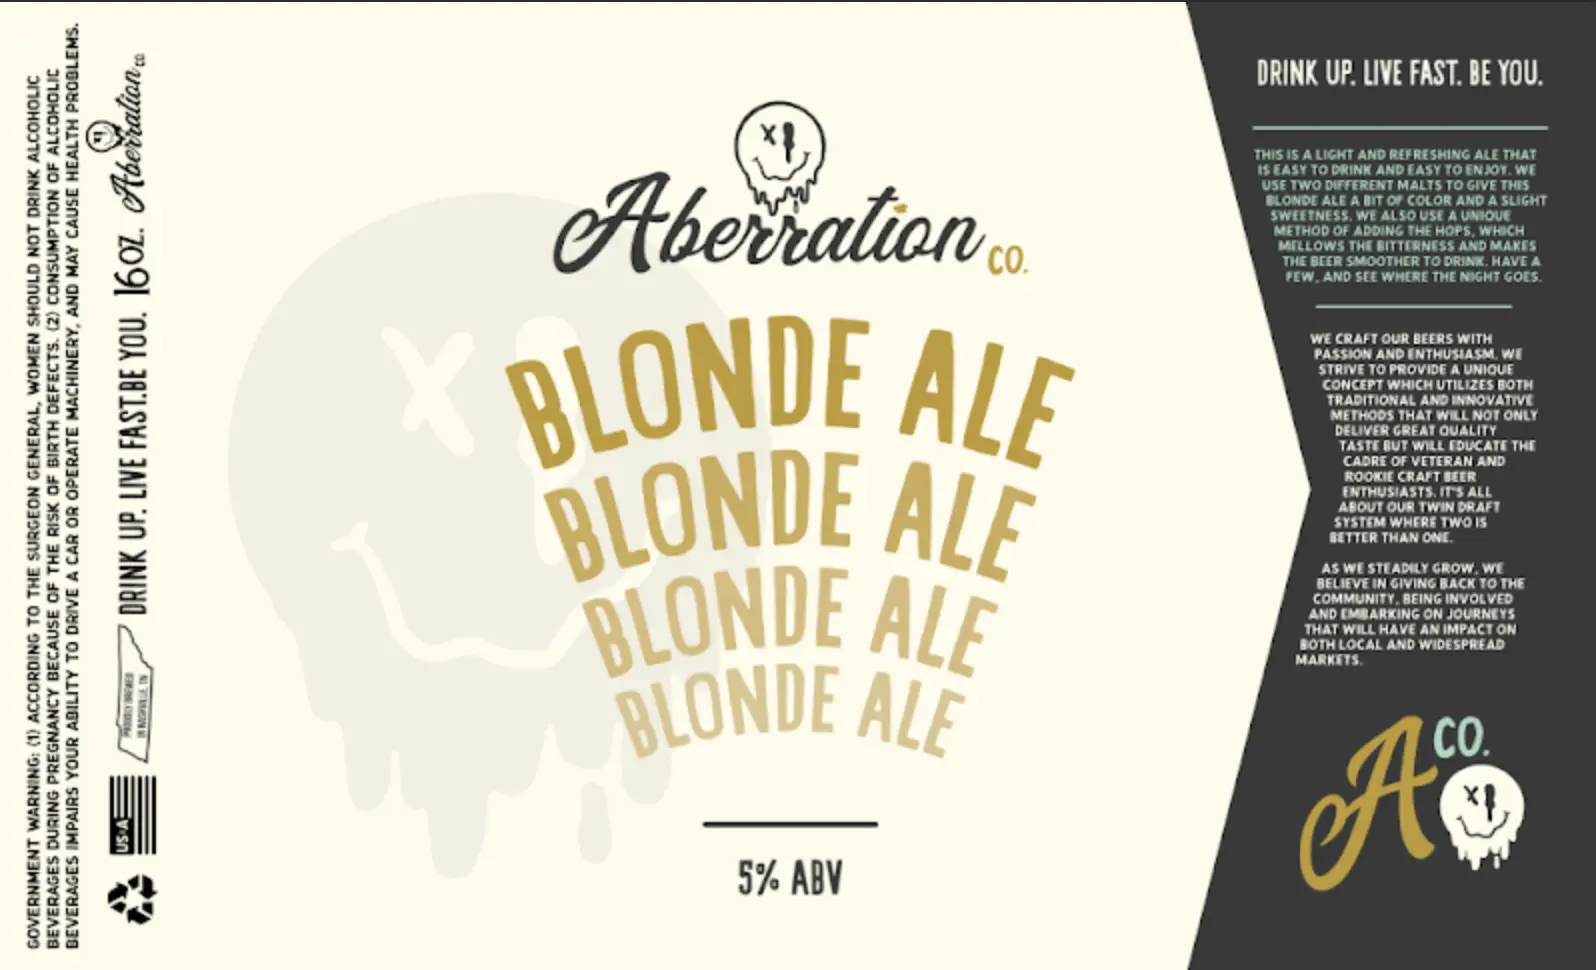 GOVERNMENT WARNING: (1) ACCORDING TO THE SURGEON GENERAL, WOMEN SHOULD NOT DRINK ALCOHOLIC
BEVERAGES DURING PREGNANCY BECAUSE OF THE RISK OF BIRTH DEFECTS. (2) CONSUMPTION OF ALCOHOLIC
BEVERAGES IMPAIRS YOUR ABILITY TO DRIVE A CAR OR OPERATE MACHINERY, AND MAY CAUSE HEALTH PROBLEMS.
USA
PROUDLY BREWED
IN NASHVILLE, TN
DRINK UP. LIVE FAST.BE YOU. 16OZ. Aberration CO.
Aberration CO.
BLONDE ALE
BLONDE ALE
BLONDE ALE
BLONDE ALE
5% ABV
DRINK UP. LIVE FAST. BE YOU.
THIS IS A LIGHT AND REFRESHING ALE THAT
IS EASY TO DRINK AND EASY TO ENJOY. WE
USE TWO DIFFERENT MALTS TO GIVE THIS
BLONDE ALE A BIT OF COLOR AND A SLIGHT
SWEETNESS. WE ALSO USE A UNIQUE
METHOD OF ADDING THE HOPS, WHICH
MELLOWS THE BITTERNESS AND MAKES
THE BEER SMOOTHER TO DRINK. HAVE A
FEW, AND SEE WHERE THE NIGHT GOES.
WE CRAFT OUR BEERS WITH
PASSION AND ENTHUSIASM. WE
STRIVE TO PROVIDE A UNIQUE
CONCEPT WHICH UTILIZES BOTH
TRADITIONAL AND INNOVATIVE
METHODS THAT WILL NOT ONLY
DELIVER GREAT QUALITY
TASTE BUT WILL EDUCATE THE
CADRE OF VETERAN AND
ROOKIE CRAFT BEER
ENTHUSIASTS. IT'S ALL
ABOUT OUR TWIN DRAFT
SYSTEM WHERE TWO IS
BETTER THAN ONE.
AS WE STEADILY GROW, WE
BELIEVE IN GIVING BACK TO THE
COMMUNITY, BEING INVOLVED
AND EMBARKING ON JOURNEYS
THAT WILL HAVE AN IMPACT ON
BOTH LOCAL AND WIDESPREAD
MARKETS.
A CO.